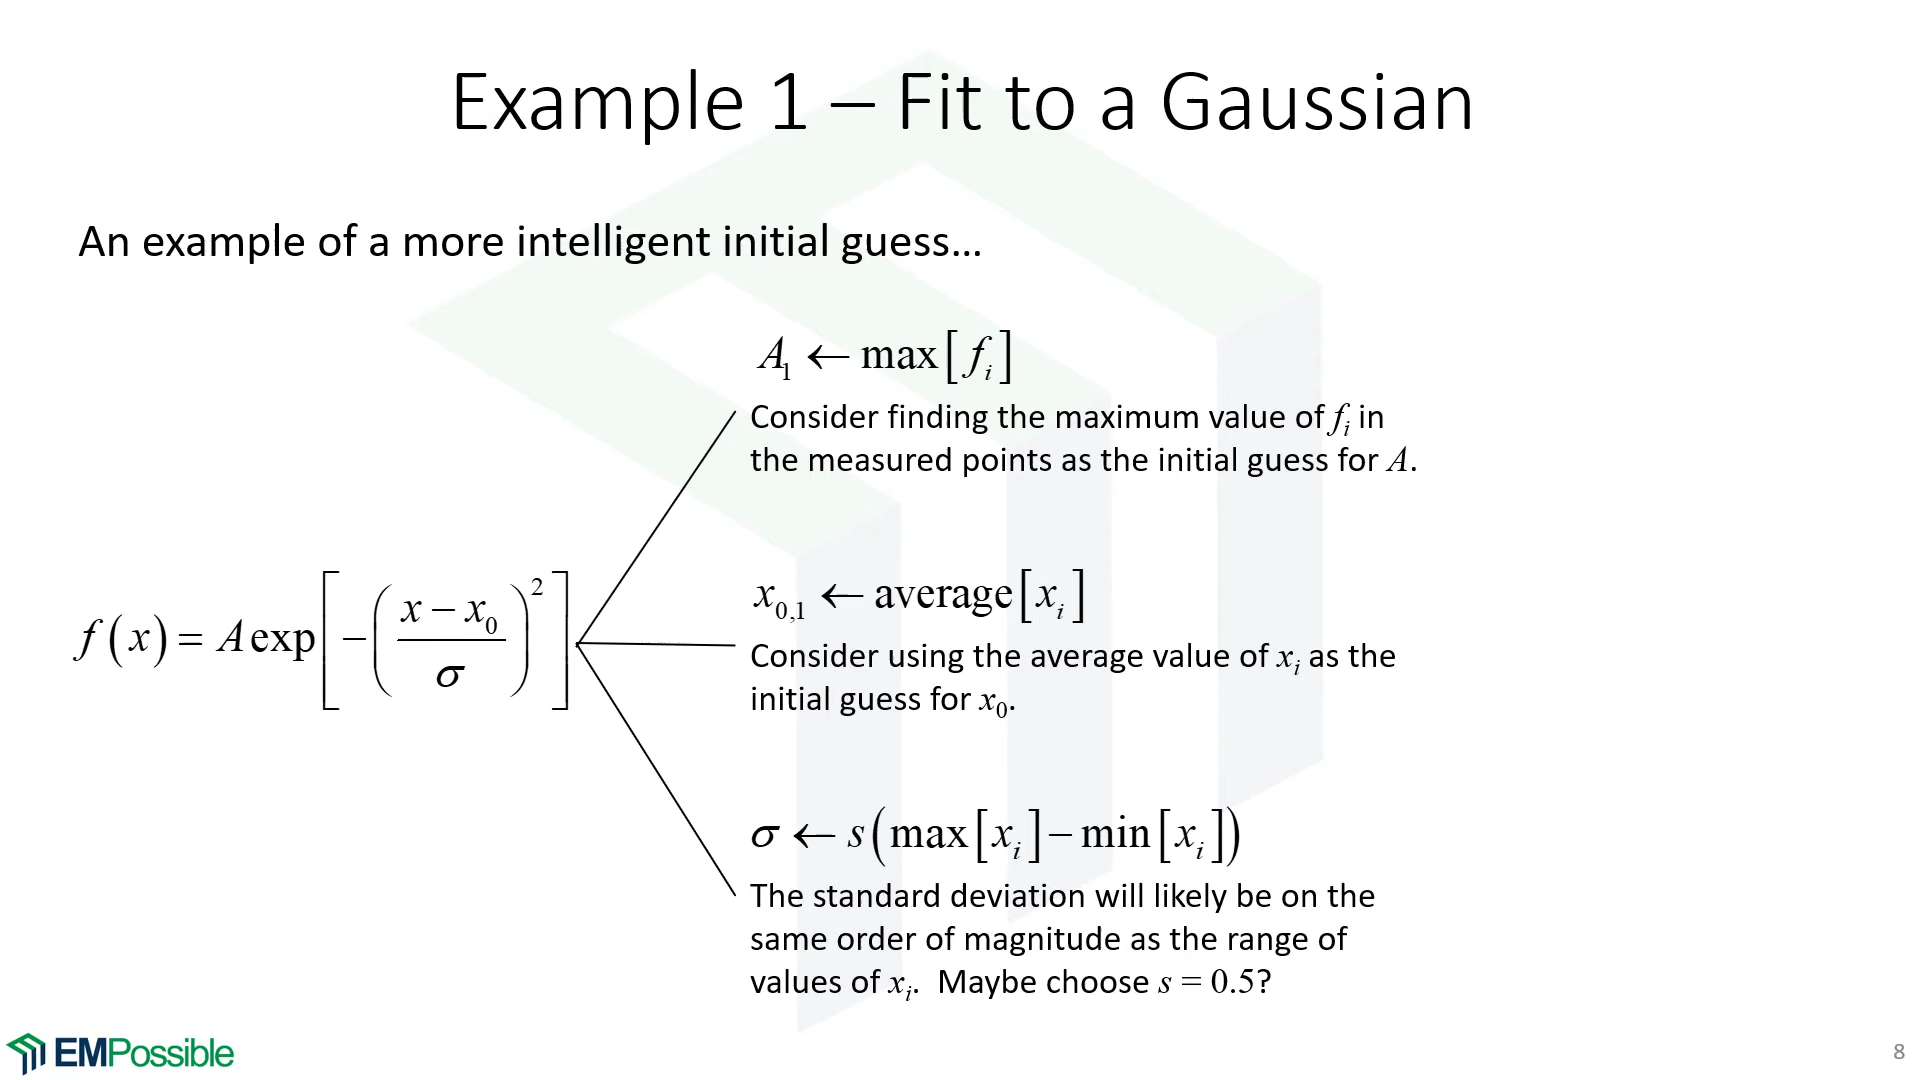 Example 1 – Fit to a Gaussian
An example of a more intelligent initial guess…
A₁ ← max[fᵢ]
Consider finding the maximum value of fᵢ in
the measured points as the initial guess for A.
f(x) = A exp[−((x − x₀)/σ)²]
x₀,₁ ← average[xᵢ]
Consider using the average value of xᵢ as the
initial guess for x₀.
σ ← s(max[xᵢ] − min[xᵢ])
The standard deviation will likely be on the
same order of magnitude as the range of
values of xᵢ. Maybe choose s = 0.5?
EMPossible
8